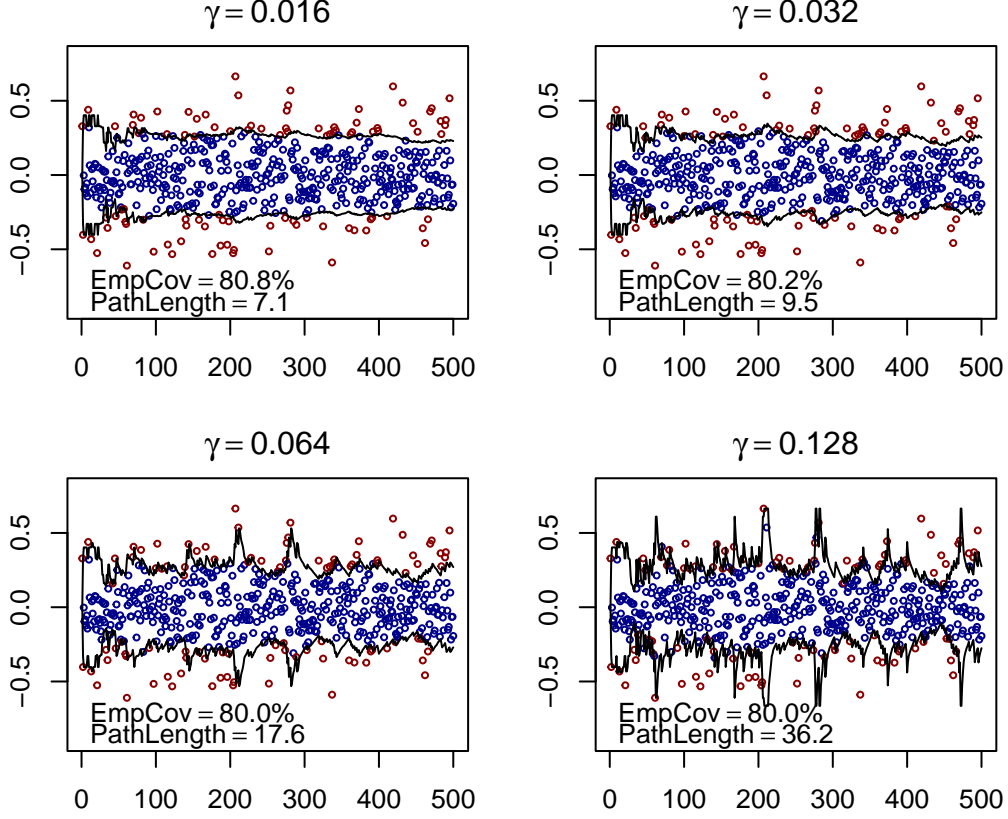 γ = 0.016
0.5
0.0
−0.5
EmpCov = 80.8%
PathLength = 7.1
0 100 200 300 400 500
γ = 0.032
0.5
0.0
−0.5
EmpCov = 80.2%
PathLength = 9.5
0 100 200 300 400 500
γ = 0.064
0.5
0.0
−0.5
EmpCov = 80.0%
PathLength = 17.6
0 100 200 300 400 500
γ = 0.128
0.5
0.0
−0.5
EmpCov = 80.0%
PathLength = 36.2
0 100 200 300 400 500